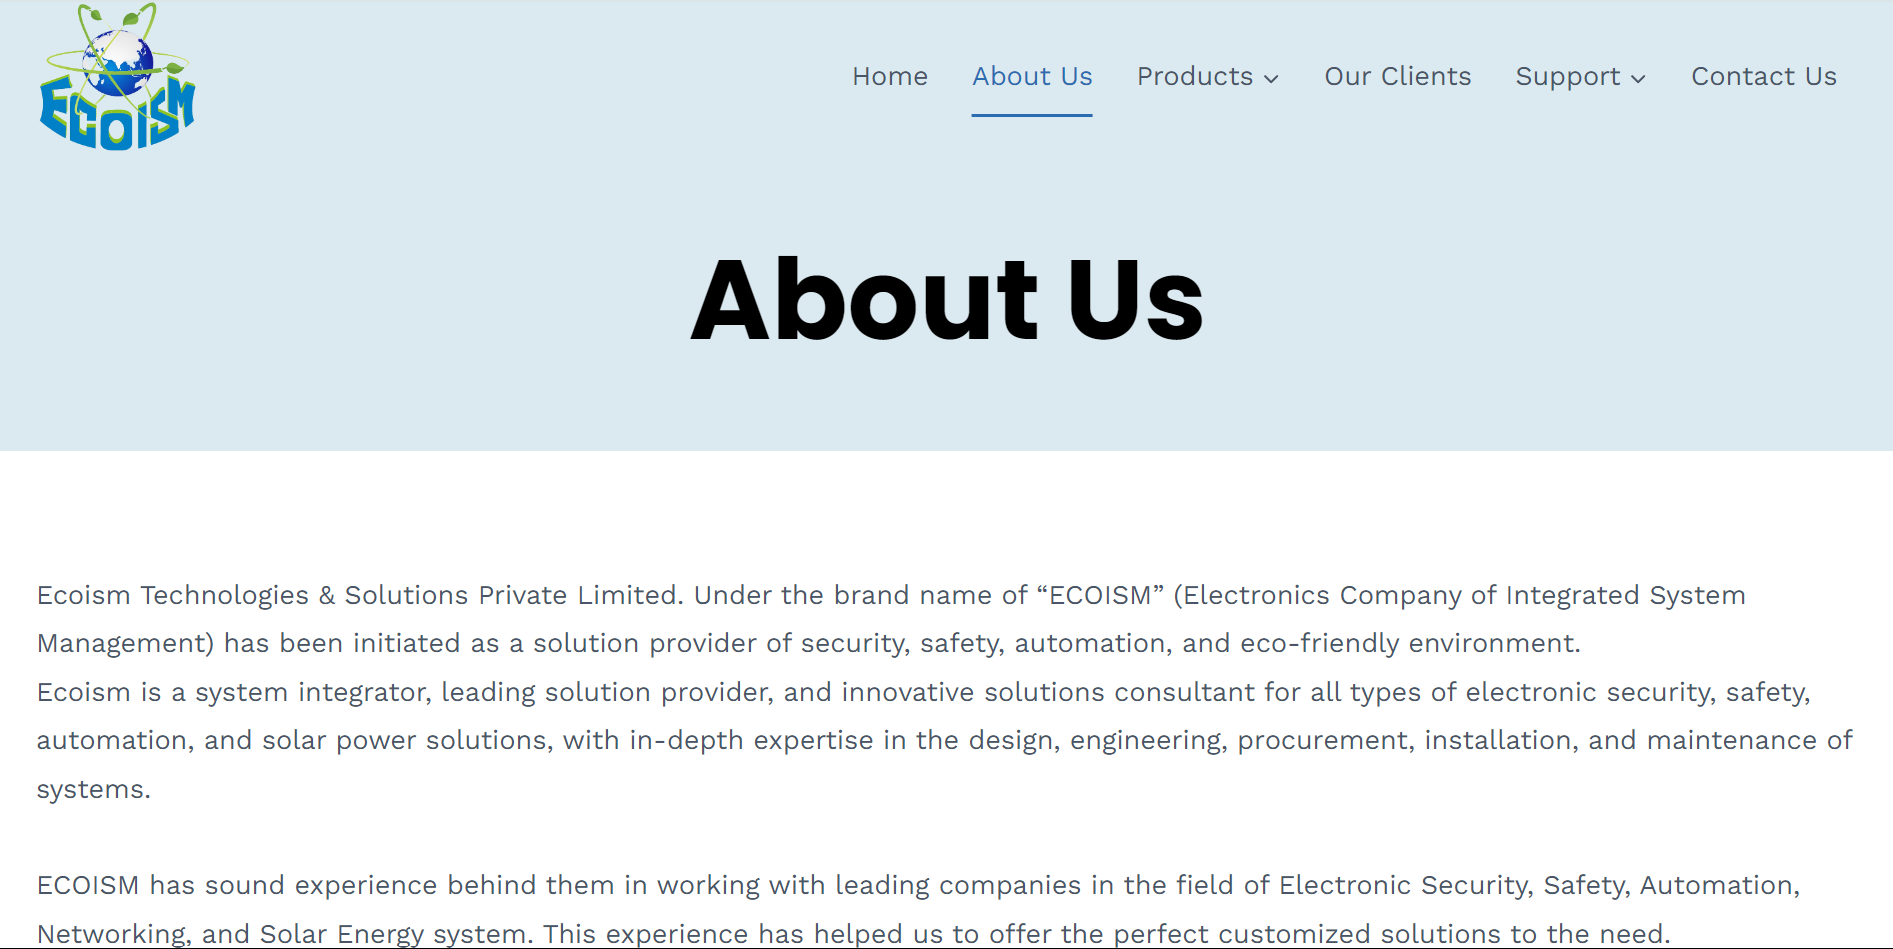 ECOISM
Home About Us Products Our Clients Support Contact Us
About Us
Ecoism Technologies & Solutions Private Limited. Under the brand name of “ECOISM” (Electronics Company of Integrated System
Management) has been initiated as a solution provider of security, safety, automation, and eco-friendly environment.
Ecoism is a system integrator, leading solution provider, and innovative solutions consultant for all types of electronic security, safety,
automation, and solar power solutions, with in-depth expertise in the design, engineering, procurement, installation, and maintenance of
systems.
ECOISM has sound experience behind them in working with leading companies in the field of Electronic Security, Safety, Automation,
Networking, and Solar Energy system. This experience has helped us to offer the perfect customized solutions to the need.